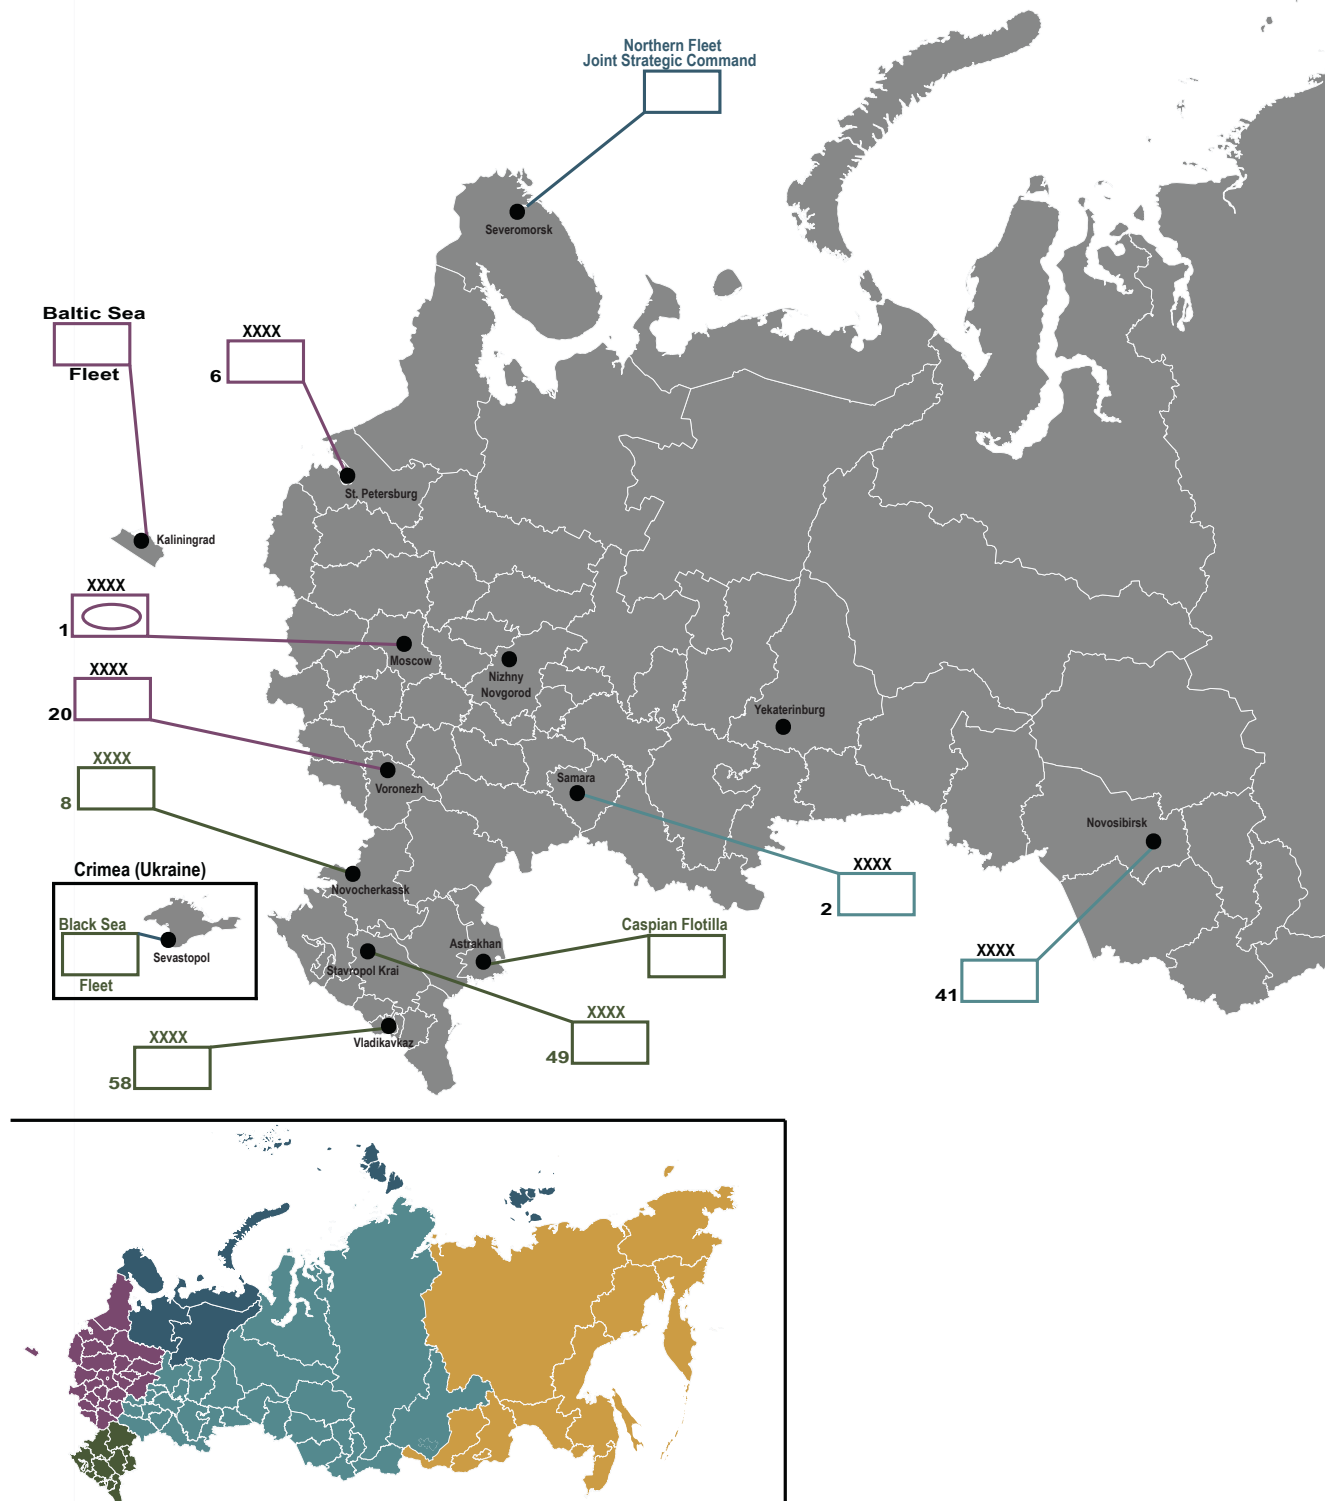 Northern Fleet
Joint Strategic Command
Severomorsk
Baltic Sea
Fleet
XXXX
6
St. Petersburg
Kaliningrad
XXXX
1
Moscow
Nizhny
Novgorod
XXXX
20
Yekaterinburg
XXXX
8
Voronezh
Samara
Novosibirsk
Crimea (Ukraine)
Novocherkassk
XXXX
2
Black Sea
Fleet
Sevastopol
Astrakhan
Caspian Flotilla
Stavropol Krai
XXXX
41
XXXX
49
XXXX
58
Vladikavkaz